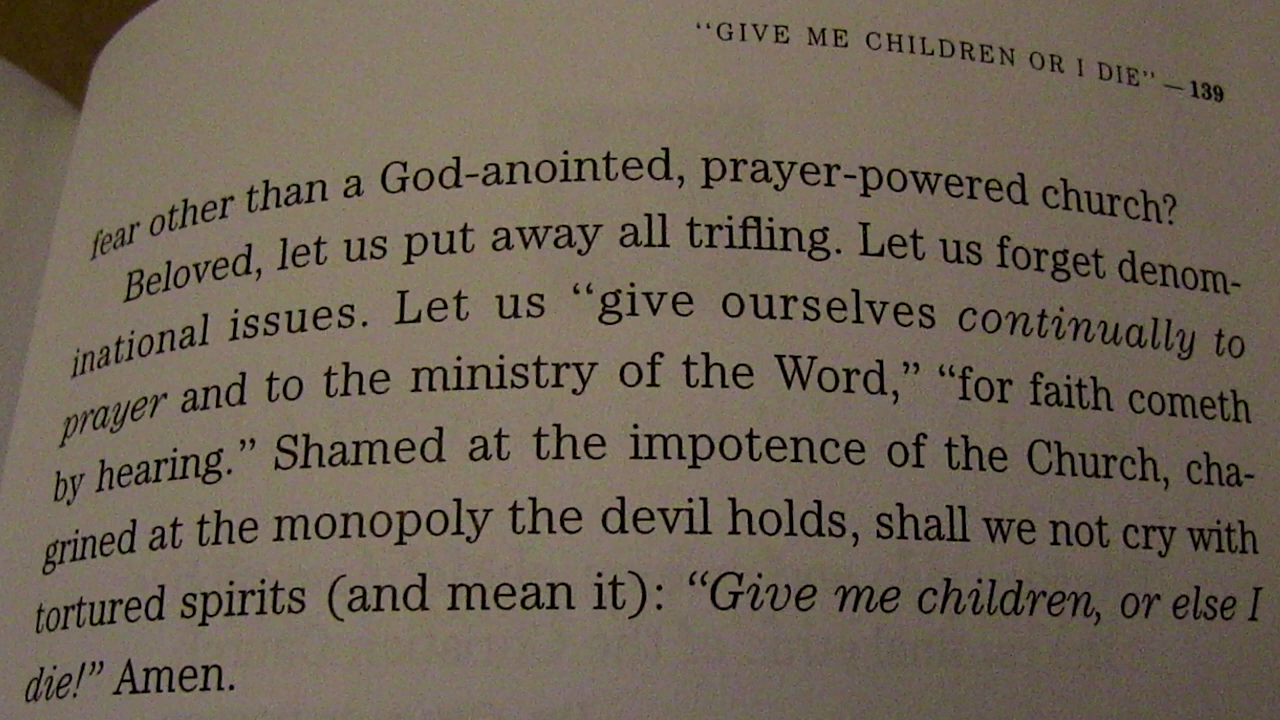 “GIVE ME CHILDREN OR I DIE” — 139
fear other than a God-anointed, prayer-powered church?
Beloved, let us put away all trifling. Let us forget denom-
inational issues. Let us “give ourselves continually to
prayer and to the ministry of the Word,” “for faith cometh
by hearing.” Shamed at the impotence of the Church, cha-
grined at the monopoly the devil holds, shall we not cry with
tortured spirits (and mean it): “Give me children, or else I
die!” Amen.